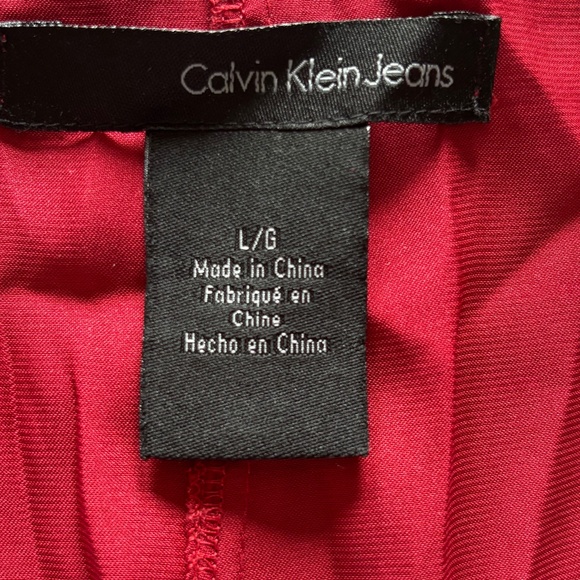 Calvin Klein Jeans
L/G
Made in China
Fabriqué en
Chine
Hecho en China